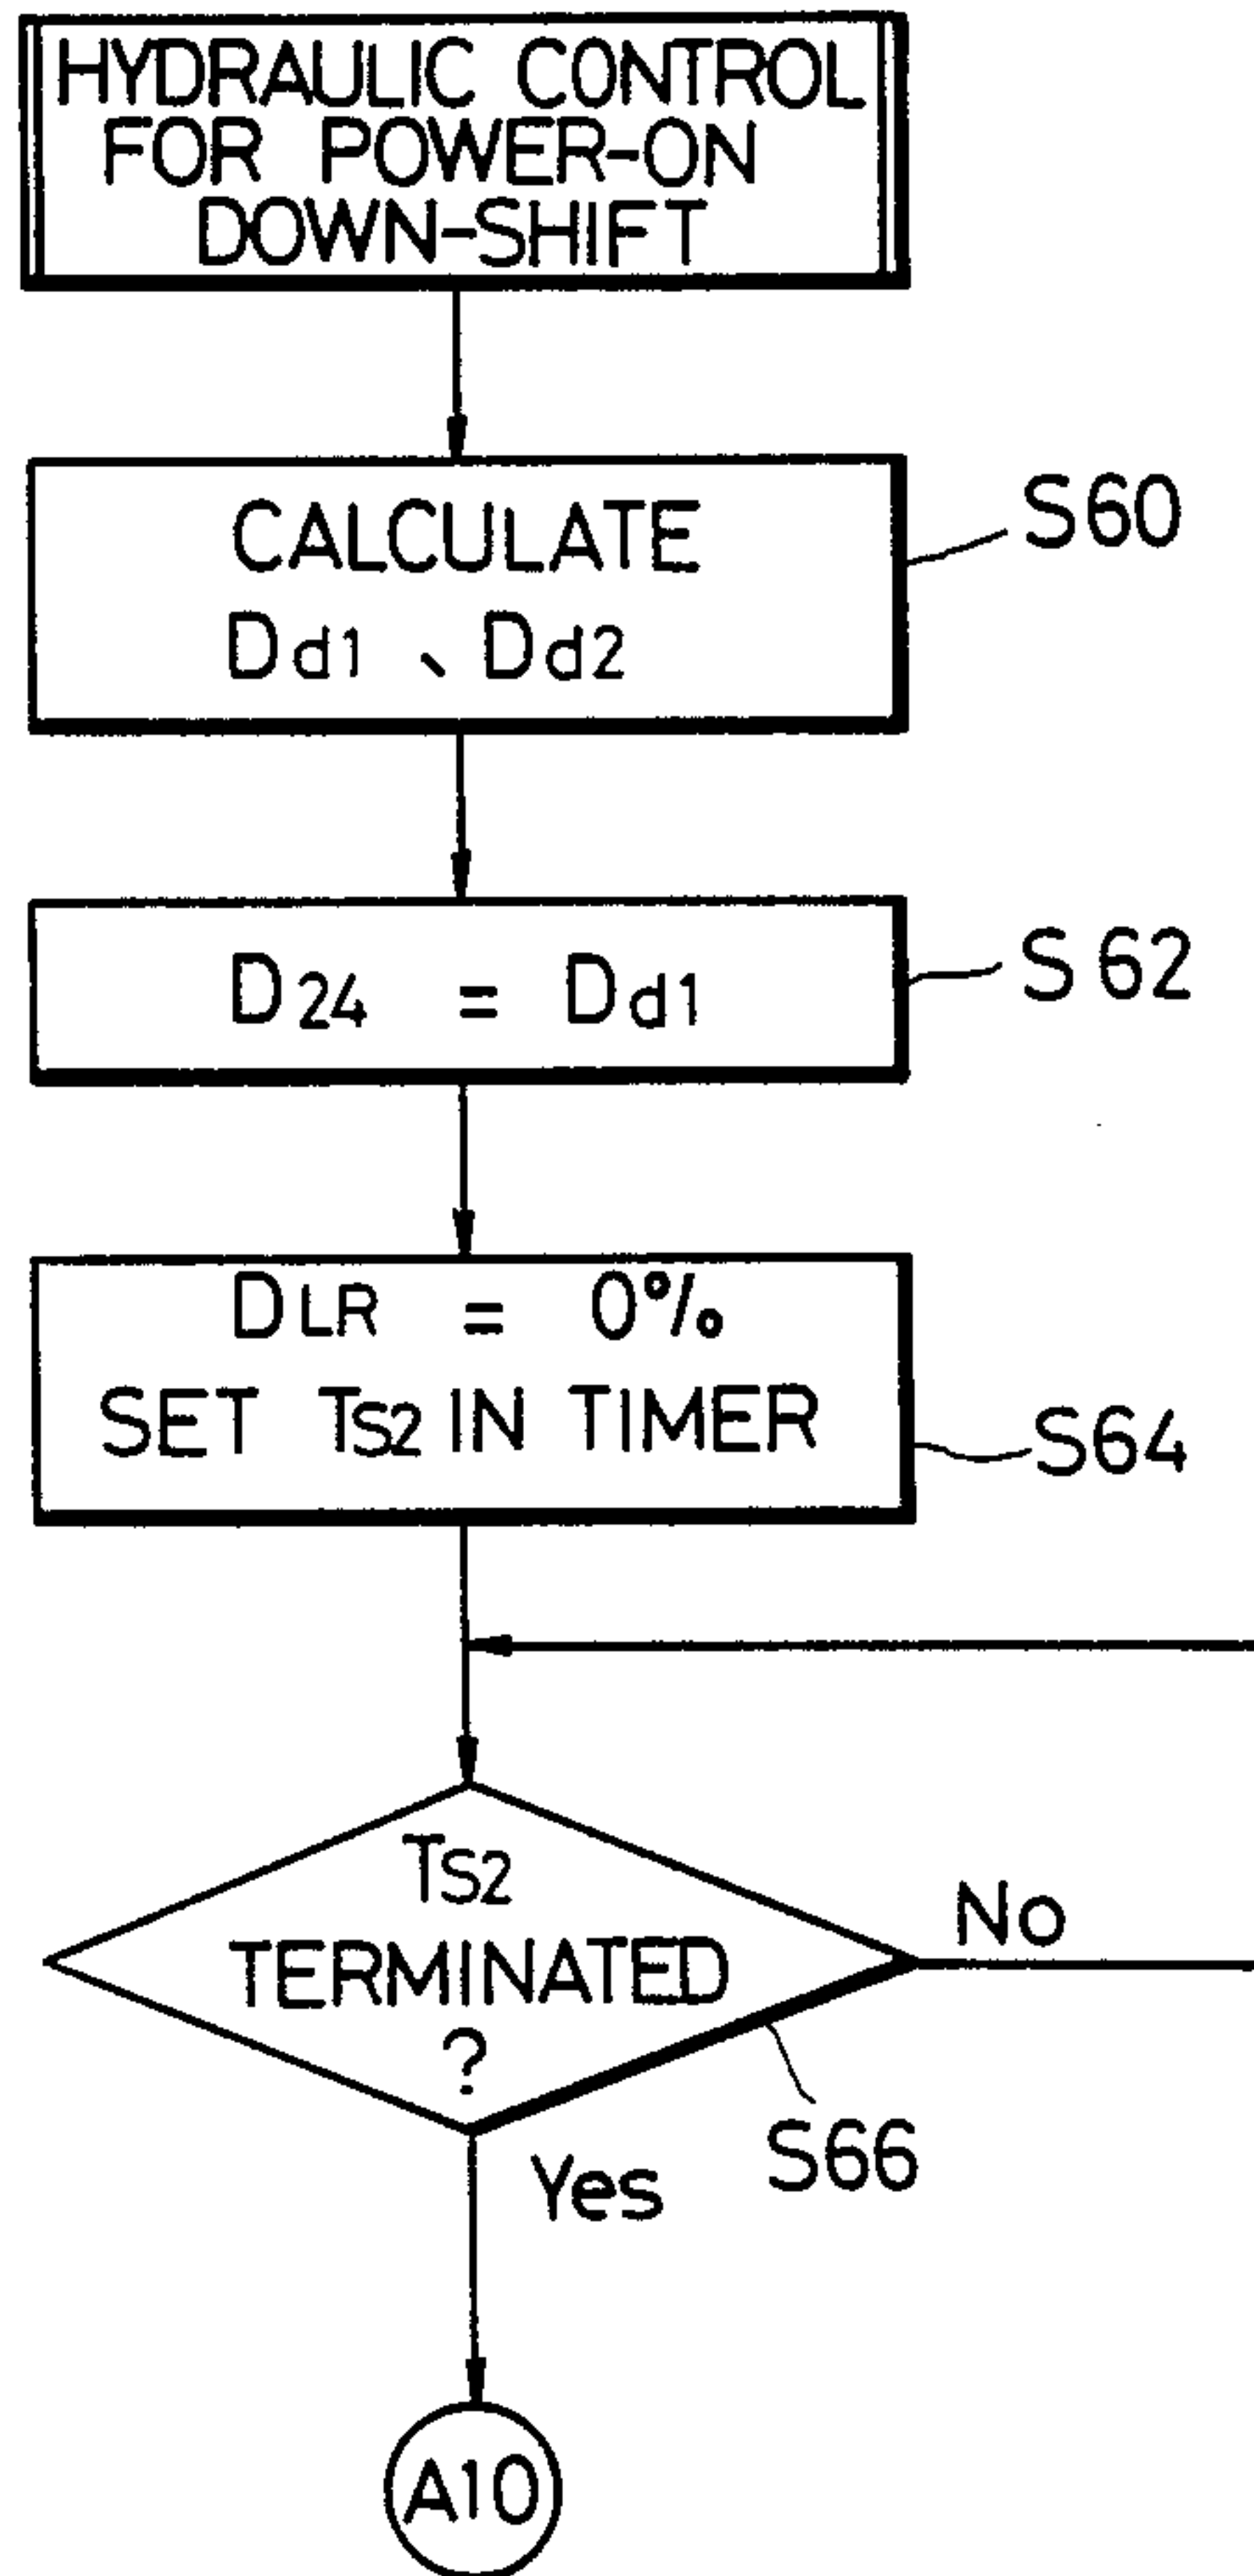 HYDRAULIC CONTROL
FOR POWER-ON
DOWN-SHIFT
CALCULATE
Dd1、Dd2
S60
D24 = Dd1
S62
DLR = 0%
SET TS2 IN TIMER
S64
TS2
TERMINATED
?
No
S66
Yes
A10